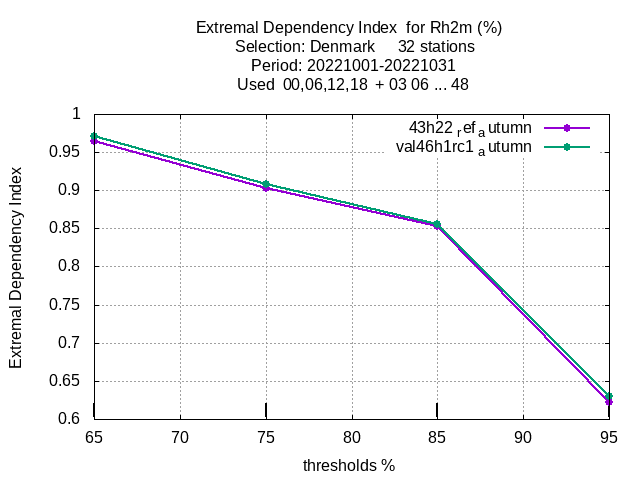 Extremal Dependency Index  for Rh2m (%)
Selection: Denmark     32 stations
Period: 20221001-20221031
Used  00,06,12,18  + 03 06 ... 48
43h22 ref autumn
val46h1rc1 autumn
1
0.95
0.9
0.85
0.8
0.75
0.7
0.65
0.6
Extremal Dependency Index
65 70 75 80 85 90 95
thresholds %